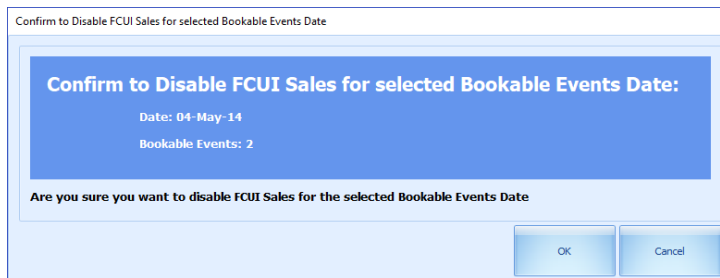 Confirm to Disable FCUI Sales for selected Bookable Events Date
Confirm to Disable FCUI Sales for selected Bookable Events Date:
Date: 04-May-14
Bookable Events: 2
Are you sure you want to disable FCUI Sales for the selected Bookable Events Date
OK Cancel